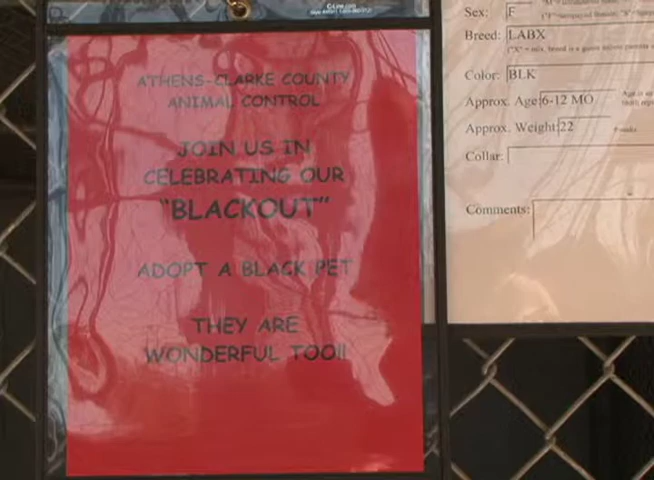 ATHENS-CLARKE COUNTY
ANIMAL CONTROL
JOIN US IN
CELEBRATING OUR
"BLACKOUT"
ADOPT A BLACK PET
THEY ARE
WONDERFUL TOO!!
Sex: F
Breed: LABX
Color: BLK
Approx. Age: 6-12 MO
Approx. Weight: 22
Collar:
Comments: